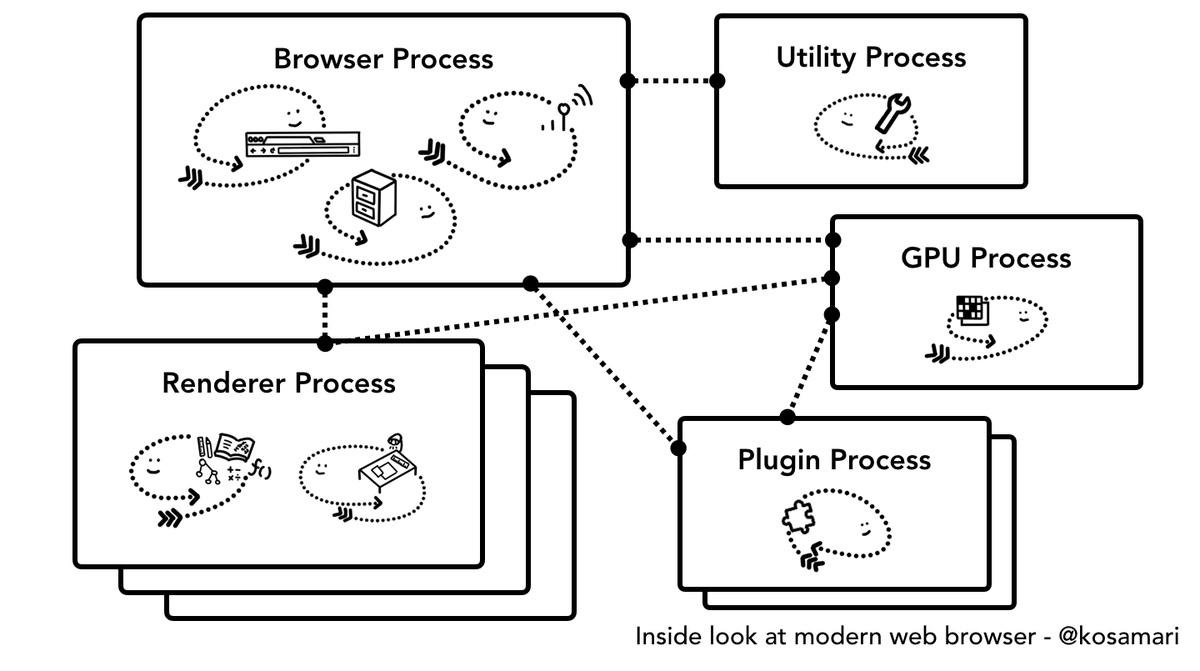 Browser Process
Utility Process
GPU Process
Renderer Process
f()
Plugin Process
Inside look at modern web browser - @kosamari